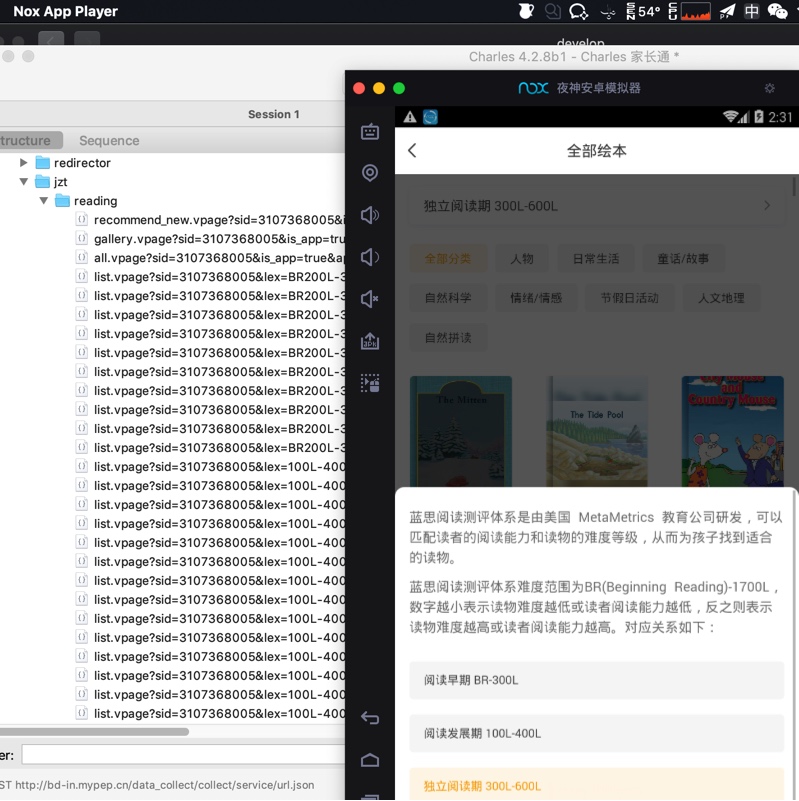 Nox App Player
SEN 54°
CPU
中
develop
Charles 4.2.8b1 - Charles 家长通 *
Session 1
tructure
Sequence
redirector
jzt
reading
recommend_new.vpage?sid=3107368005&i
gallery.vpage?sid=3107368005&is_app=tru
all.vpage?sid=3107368005&is_app=true&a
list.vpage?sid=3107368005&lex=BR200L-3
list.vpage?sid=3107368005&lex=BR200L-3
list.vpage?sid=3107368005&lex=BR200L-3
list.vpage?sid=3107368005&lex=BR200L-3
list.vpage?sid=3107368005&lex=BR200L-3
list.vpage?sid=3107368005&lex=BR200L-3
list.vpage?sid=3107368005&lex=BR200L-3
list.vpage?sid=3107368005&lex=BR200L-3
list.vpage?sid=3107368005&lex=BR200L-3
list.vpage?sid=3107368005&lex=BR200L-3
list.vpage?sid=3107368005&lex=100L-400
list.vpage?sid=3107368005&lex=100L-400
list.vpage?sid=3107368005&lex=100L-400
list.vpage?sid=3107368005&lex=100L-400
list.vpage?sid=3107368005&lex=100L-400
list.vpage?sid=3107368005&lex=100L-400
list.vpage?sid=3107368005&lex=100L-400
list.vpage?sid=3107368005&lex=100L-400
list.vpage?sid=3107368005&lex=100L-400
list.vpage?sid=3107368005&lex=100L-400
list.vpage?sid=3107368005&lex=100L-400
list.vpage?sid=3107368005&lex=100L-400
list.vpage?sid=3107368005&lex=100L-400
list.vpage?sid=3107368005&lex=100L-400
er:
ST http://bd-in.mypep.cn/data_collect/collect/service/url.json
nox 夜神安卓模拟器
2:31
全部绘本
独立阅读期 300L-600L
全部分类 人物 日常生活 童话/故事
自然科学 情绪/情感 节假日活动 人文地理
自然拼读
The Mitten
The Tide Pool
and
Country Mouse
蓝思阅读测评体系是由美国 MetaMetrics 教育公司研发，可以
匹配读者的阅读能力和读物的难度等级，从而为孩子找到适合
的读物。
蓝思阅读测评体系难度范围为BR(Beginning Reading)-1700L，
数字越小表示读物难度越低或读者阅读能力越低，反之则表示
读物难度越高或读者阅读能力越高。对应关系如下：
阅读早期 BR-300L
阅读发展期 100L-400L
独立阅读期 300L-600L